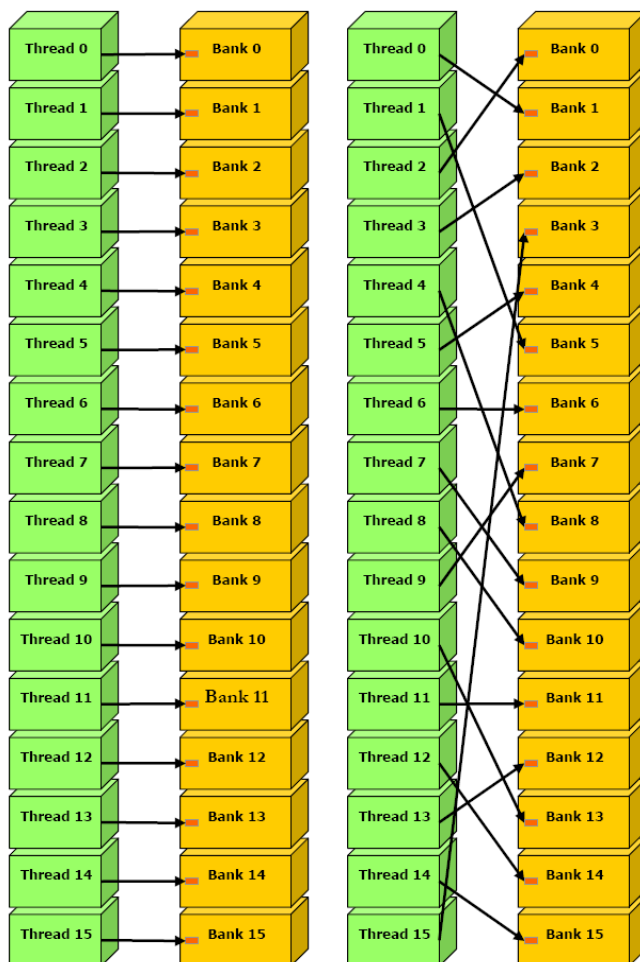 Thread 0 Bank 0 Thread 0 Bank 0
Thread 1 Bank 1 Thread 1 Bank 1
Thread 2 Bank 2 Thread 2 Bank 2
Thread 3 Bank 3 Thread 3 Bank 3
Thread 4 Bank 4 Thread 4 Bank 4
Thread 5 Bank 5 Thread 5 Bank 5
Thread 6 Bank 6 Thread 6 Bank 6
Thread 7 Bank 7 Thread 7 Bank 7
Thread 8 Bank 8 Thread 8 Bank 8
Thread 9 Bank 9 Thread 9 Bank 9
Thread 10 Bank 10 Thread 10 Bank 10
Thread 11 Bank 11 Thread 11 Bank 11
Thread 12 Bank 12 Thread 12 Bank 12
Thread 13 Bank 13 Thread 13 Bank 13
Thread 14 Bank 14 Thread 14 Bank 14
Thread 15 Bank 15 Thread 15 Bank 15